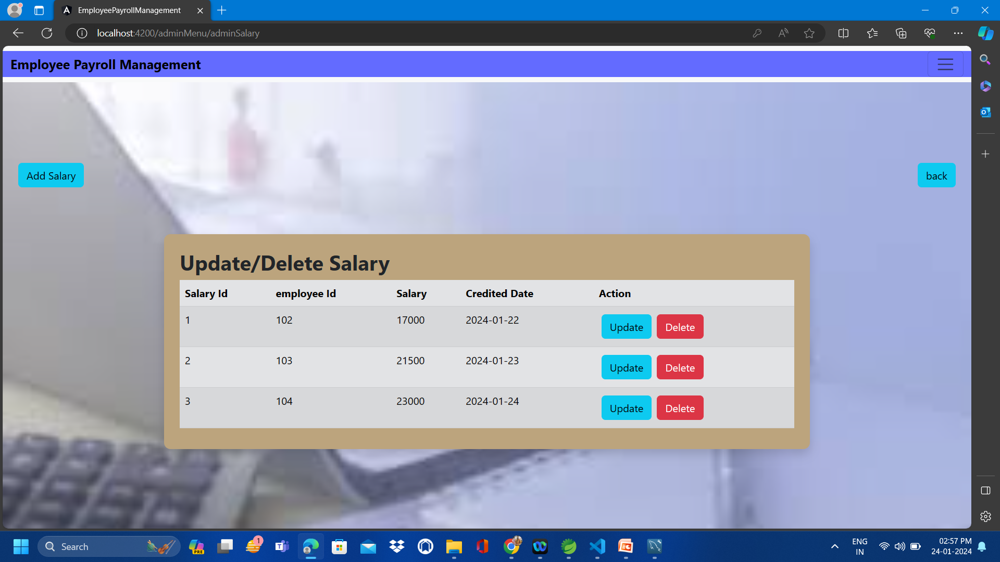 EmployeePayrollManagement
localhost:4200/adminMenu/adminSalary
Employee Payroll Management
Add Salary
back
Update/Delete Salary
Salary Id employee Id Salary Credited Date Action
1 102 17000 2024-01-22 Update Delete
2 103 21500 2024-01-23 Update Delete
3 104 23000 2024-01-24 Update Delete
Search
PRE
1
ENG
IN
02:57 PM
24-01-2024